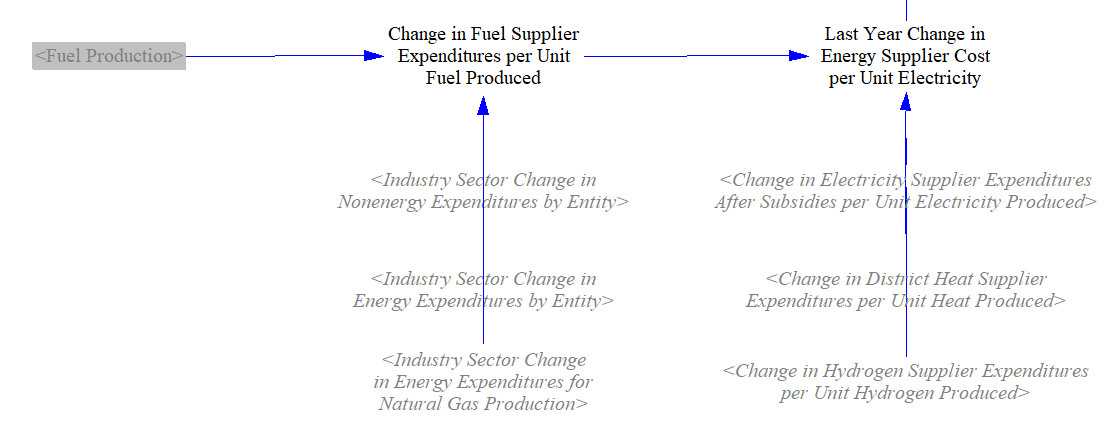 <Fuel Production>
Change in Fuel Supplier
Expenditures per Unit
Fuel Produced
Last Year Change in
Energy Supplier Cost
per Unit Electricity
<Industry Sector Change in
Nonenergy Expenditures by Entity>
<Change in Electricity Supplier Expenditures
After Subsidies per Unit Electricity Produced>
<Industry Sector Change in
Energy Expenditures by Entity>
<Change in District Heat Supplier
Expenditures per Unit Heat Produced>
<Industry Sector Change
in Energy Expenditures for
Natural Gas Production>
<Change in Hydrogen Supplier Expenditures
per Unit Hydrogen Produced>